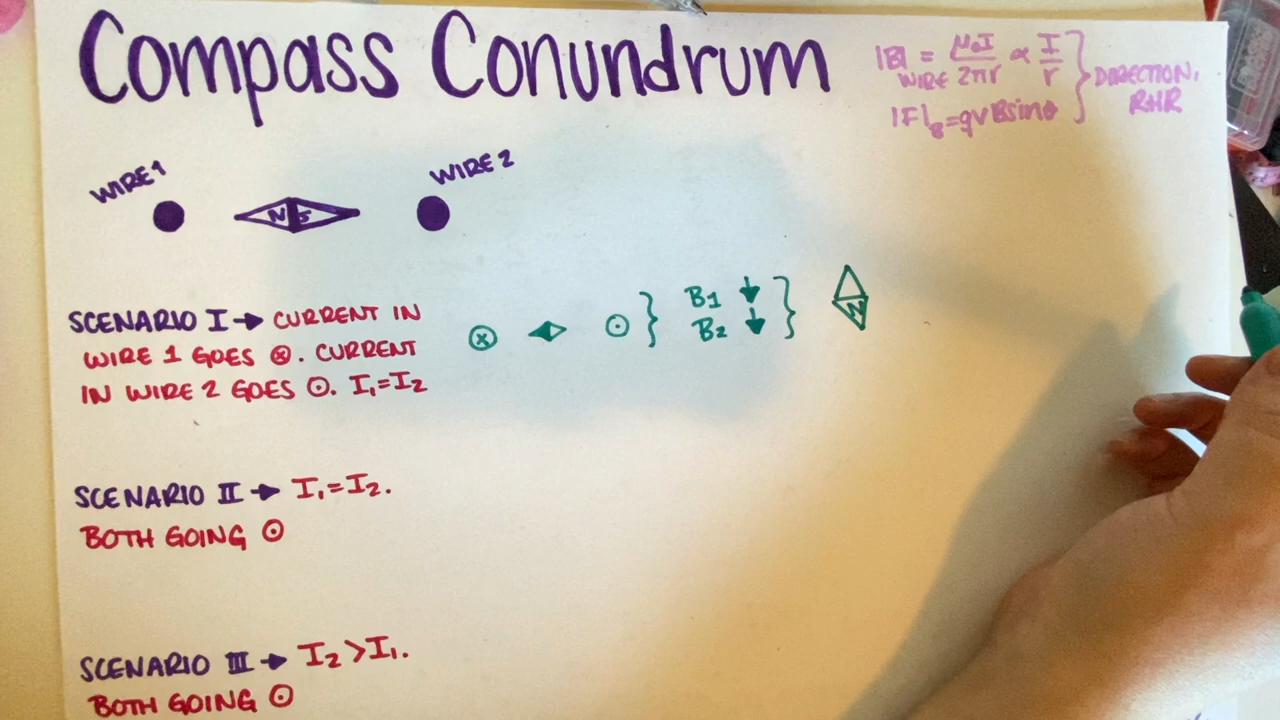 Compass Conundrum
|B| = μ₀I/2πr ∝ I/r } DIRECTION,
WIRE RHR
|F|_B = qvBsinθ
WIRE 1
WIRE 2
N S
SCENARIO I → CURRENT IN
WIRE 1 GOES ⊗. CURRENT
IN WIRE 2 GOES ⊙. I₁=I₂
B1 ↓
B2 ↓
N
SCENARIO II → I₁=I₂.
BOTH GOING ⊙
SCENARIO III → I₂>I₁.
BOTH GOING ⊙